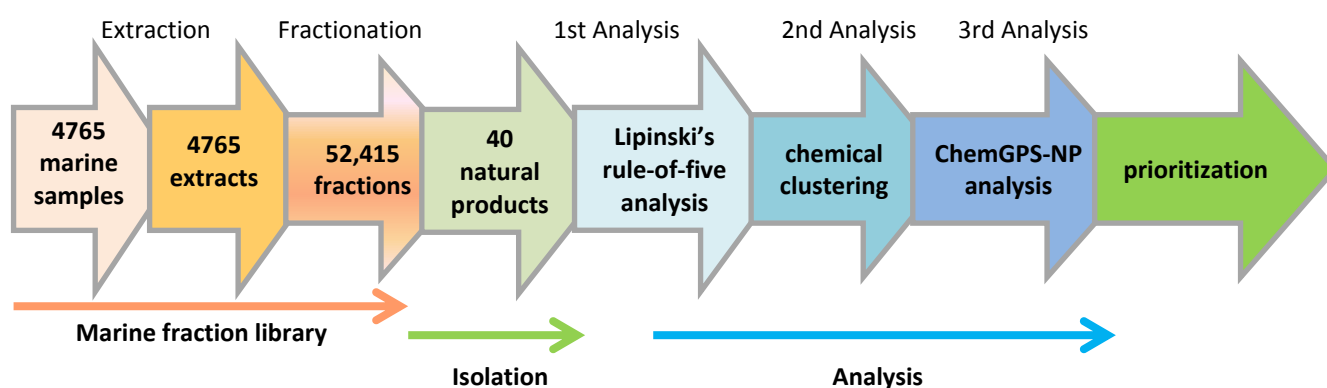 Extraction
Fractionation
1st Analysis
2nd Analysis
3rd Analysis
4765
marine
samples
4765
extracts
52,415
fractions
40
natural
products
Lipinski's
rule-of-five
analysis
chemical
clustering
ChemGPS-NP
analysis
prioritization
Marine fraction library
Isolation
Analysis